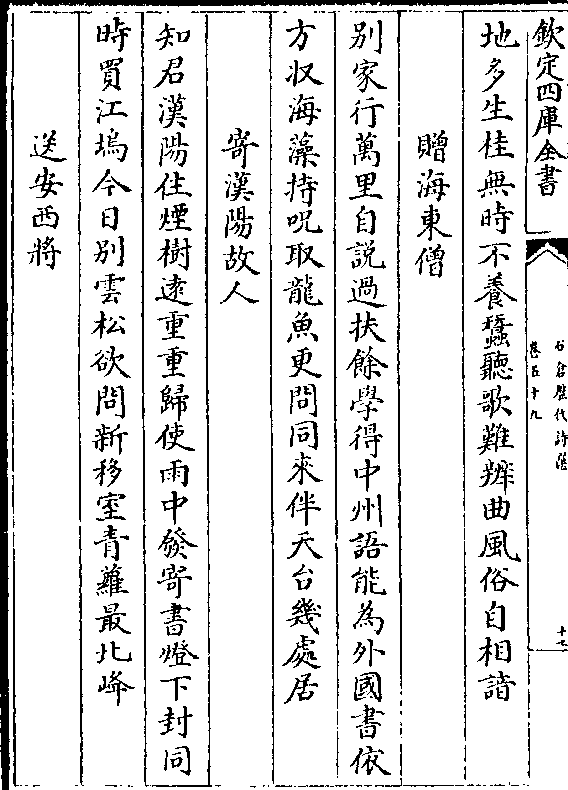 欽定四庫全書
石倉歷代詩選
卷五十九
十七
地多生桂無時不養蠶聽歌難辨曲風俗自相諳
贈海東僧
別家行萬里自說過扶餘學得中州語能為外國書依
方收海藻持呪取龍魚更問同來伴天台幾處居
寄漢陽故人
知君漢陽住煙樹遠重重歸使雨中發寄書燈下封同
時買江塢今日別雲松欲問新移室青蘿最北峰
送安西將